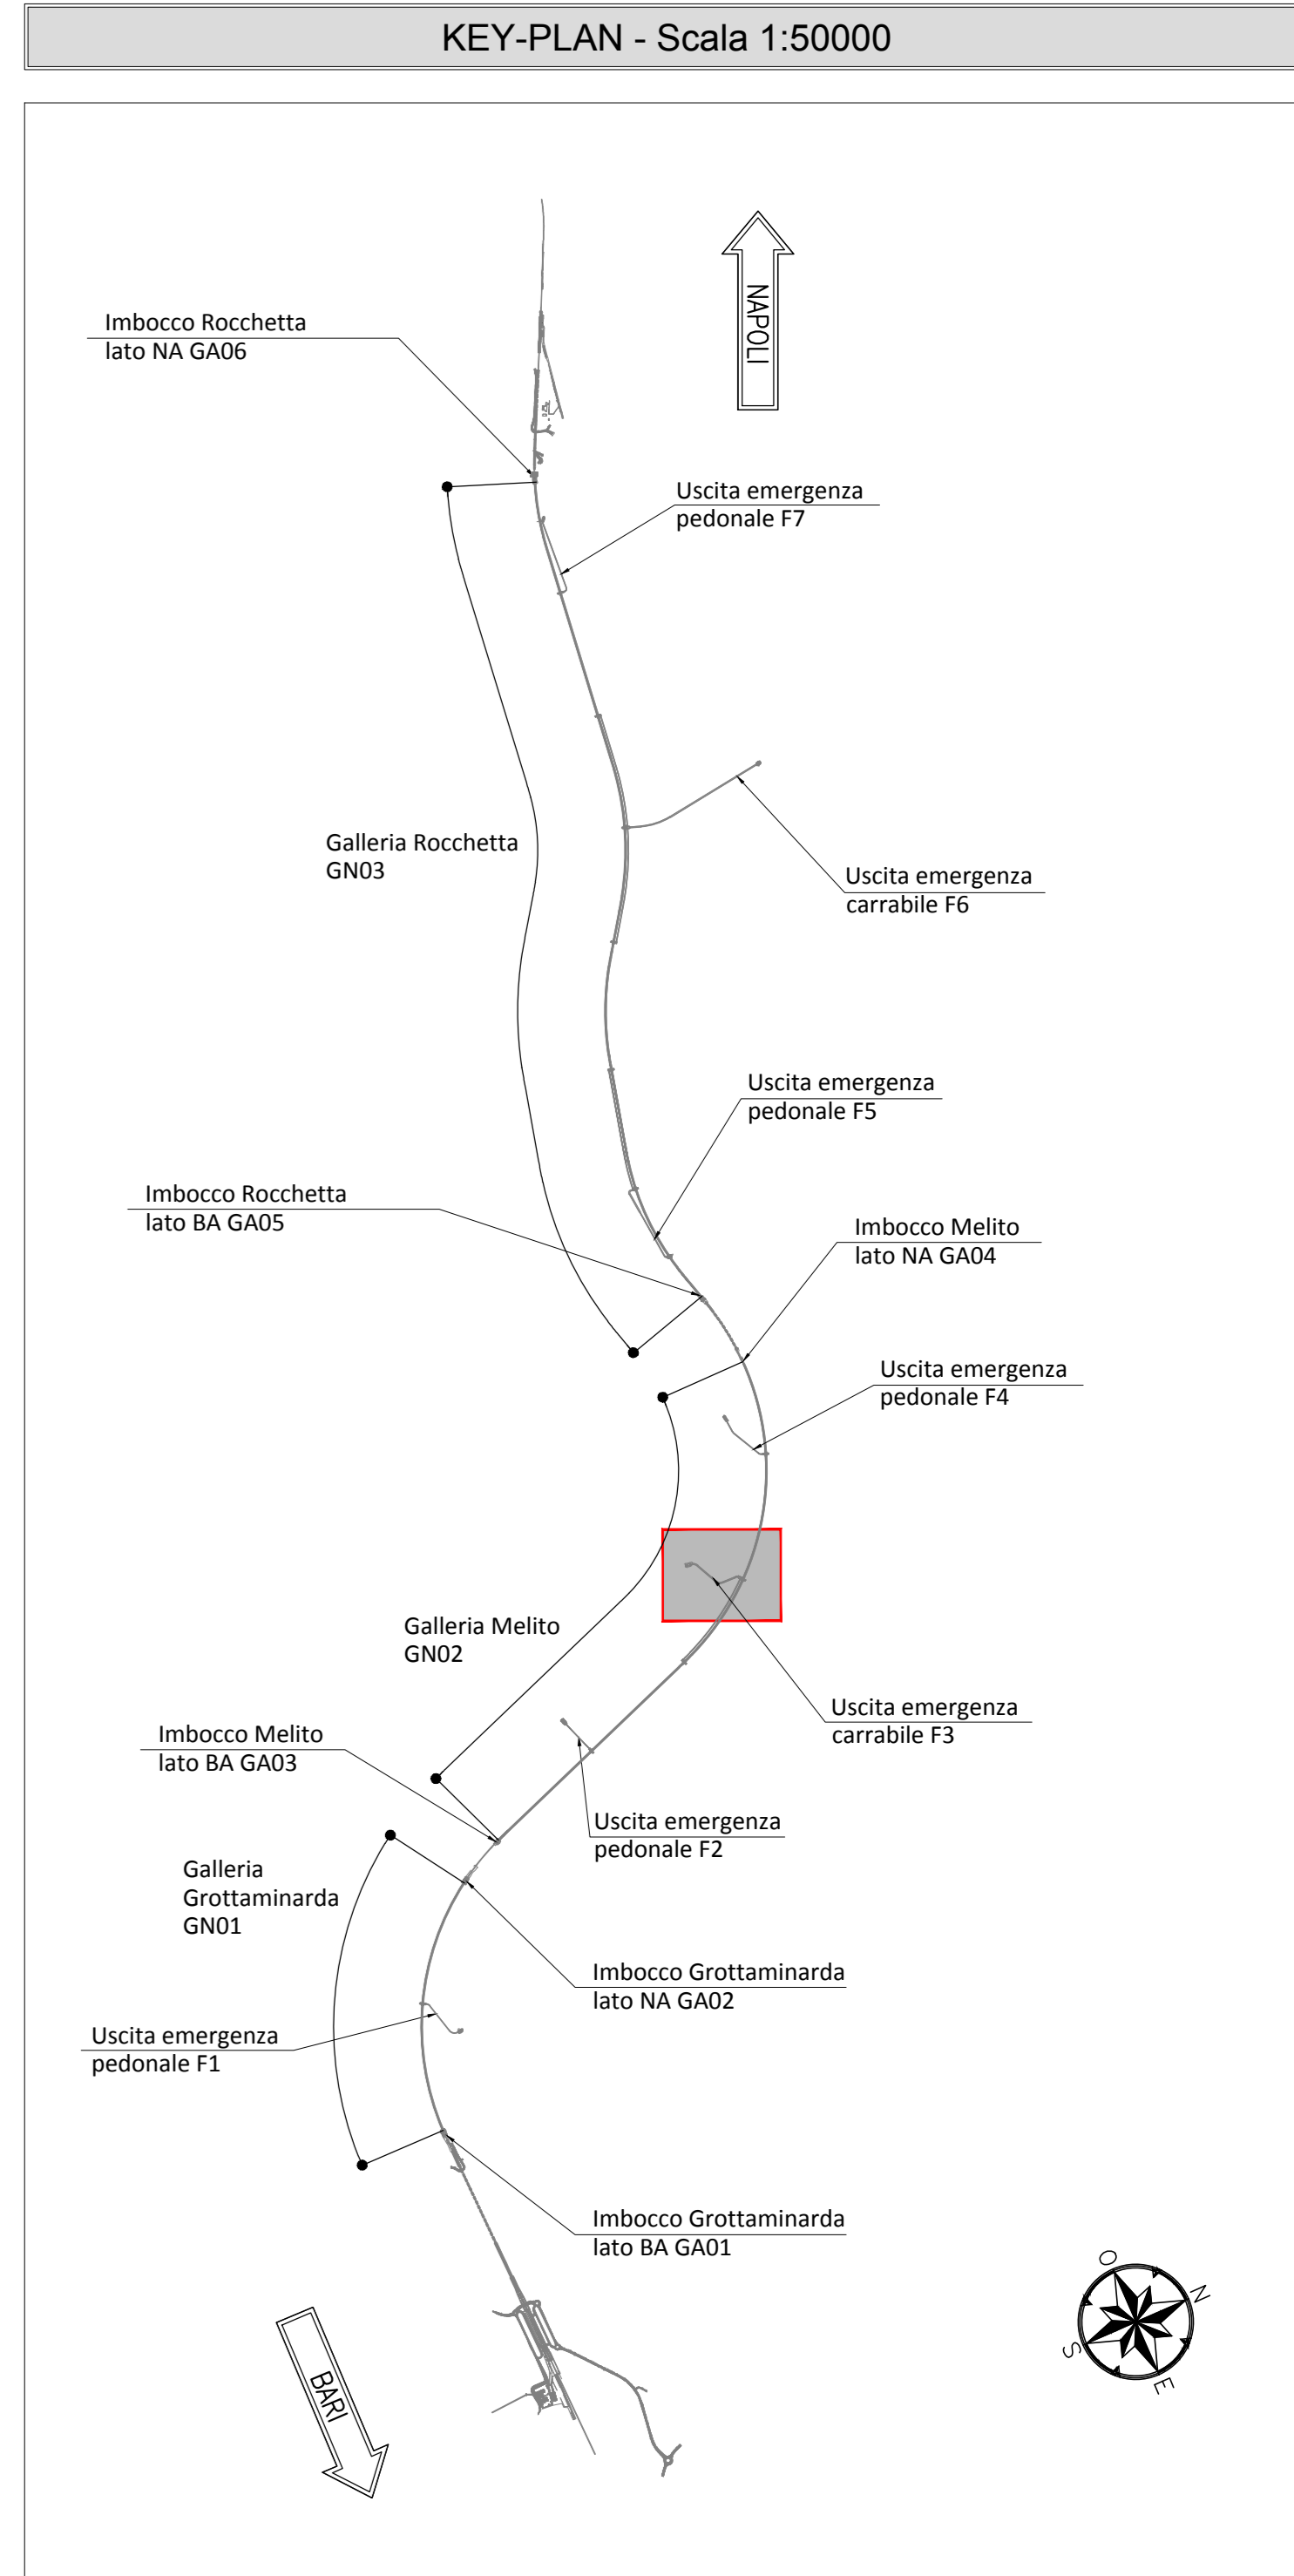 KEY-PLAN - Scala 1:50000
NAPOLI
Imbocco Rocchetta
lato NA GA06
Uscita emergenza
pedonale F7
Galleria Rocchetta
GN03
Uscita emergenza
carrabile F6
Uscita emergenza
pedonale F5
Imbocco Rocchetta
lato BA GA05
Imbocco Melito
lato NA GA04
Uscita emergenza
pedonale F4
Galleria Melito
GN02
Uscita emergenza
carrabile F3
Imbocco Melito
lato BA GA03
Uscita emergenza
pedonale F2
Galleria
Grottaminarda
GN01
Imbocco Grottaminarda
lato NA GA02
Uscita emergenza
pedonale F1
Imbocco Grottaminarda
lato BA GA01
O
N
S
E
BARI